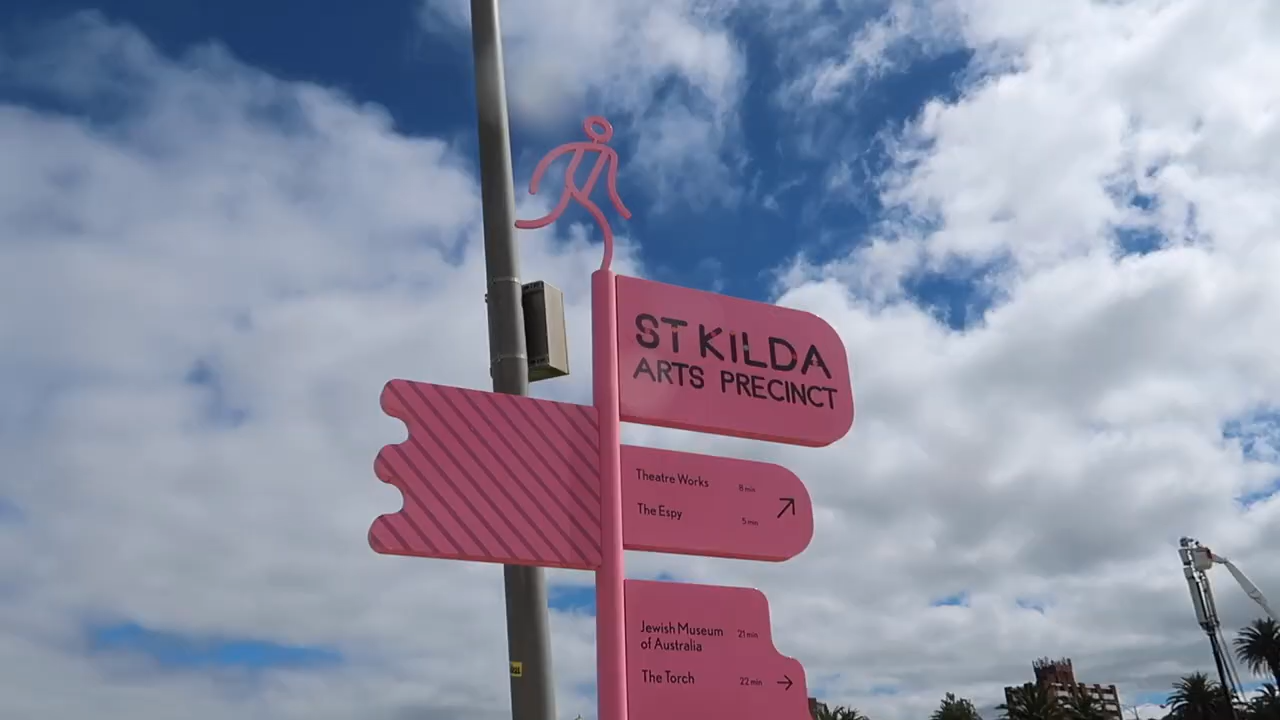 ST KILDA
ARTS PRECINCT
Theatre Works 8 min
The Espy 5 min
Jewish Museum 21 min
of Australia
The Torch 22 min